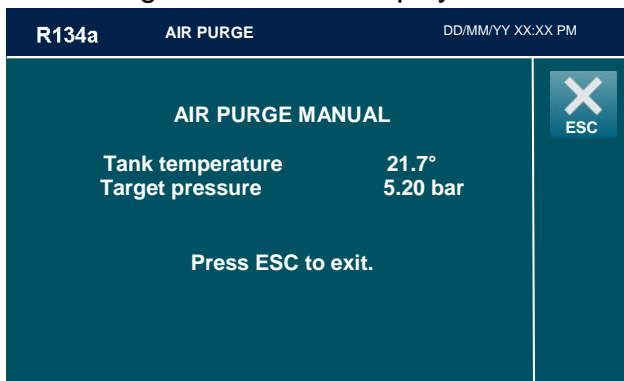 R134a AIR PURGE DD/MM/YY XX:XX PM
AIR PURGE MANUAL
ESC
Tank temperature 21.7°
Target pressure 5.20 bar
Press ESC to exit.